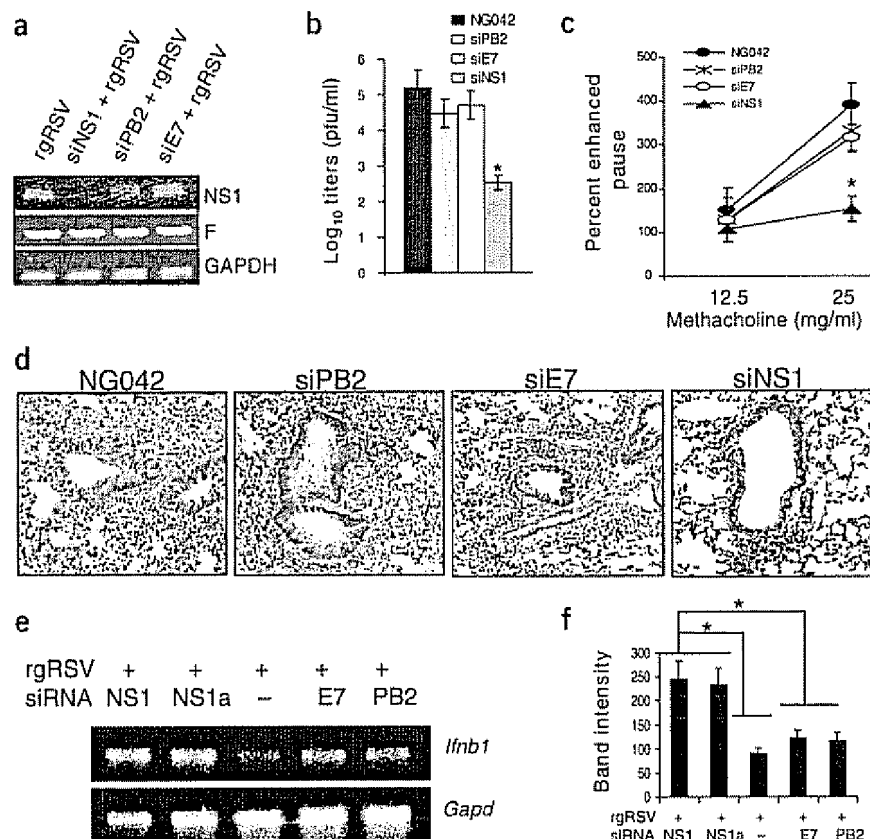 a
rgRSV
siNS1 + rgRSV
siPB2 + rgRSV
siE7 + rgRSV
NS1
F
GAPDH
b
NG042
siPB2
siE7
siNS1
6
5
4
3
2
1
0
*
Log10 titers (pfu/ml)
c
NG042
siPB2
siE7
siNS1
500
400
300
200
100
0
*
Percent enhanced
pause
12.5 25
Methacholine (mg/ml)
d
NG042 siPB2 siE7 siNS1
e
rgRSV + + + + +
siRNA NS1 NS1a – E7 PB2
Ifnb1
Gapd
f
*
*
300
250
200
150
100
50
0
Band intensity
rgRSV + + + + +
siRNA NS1 NS1a -- E7 PB2